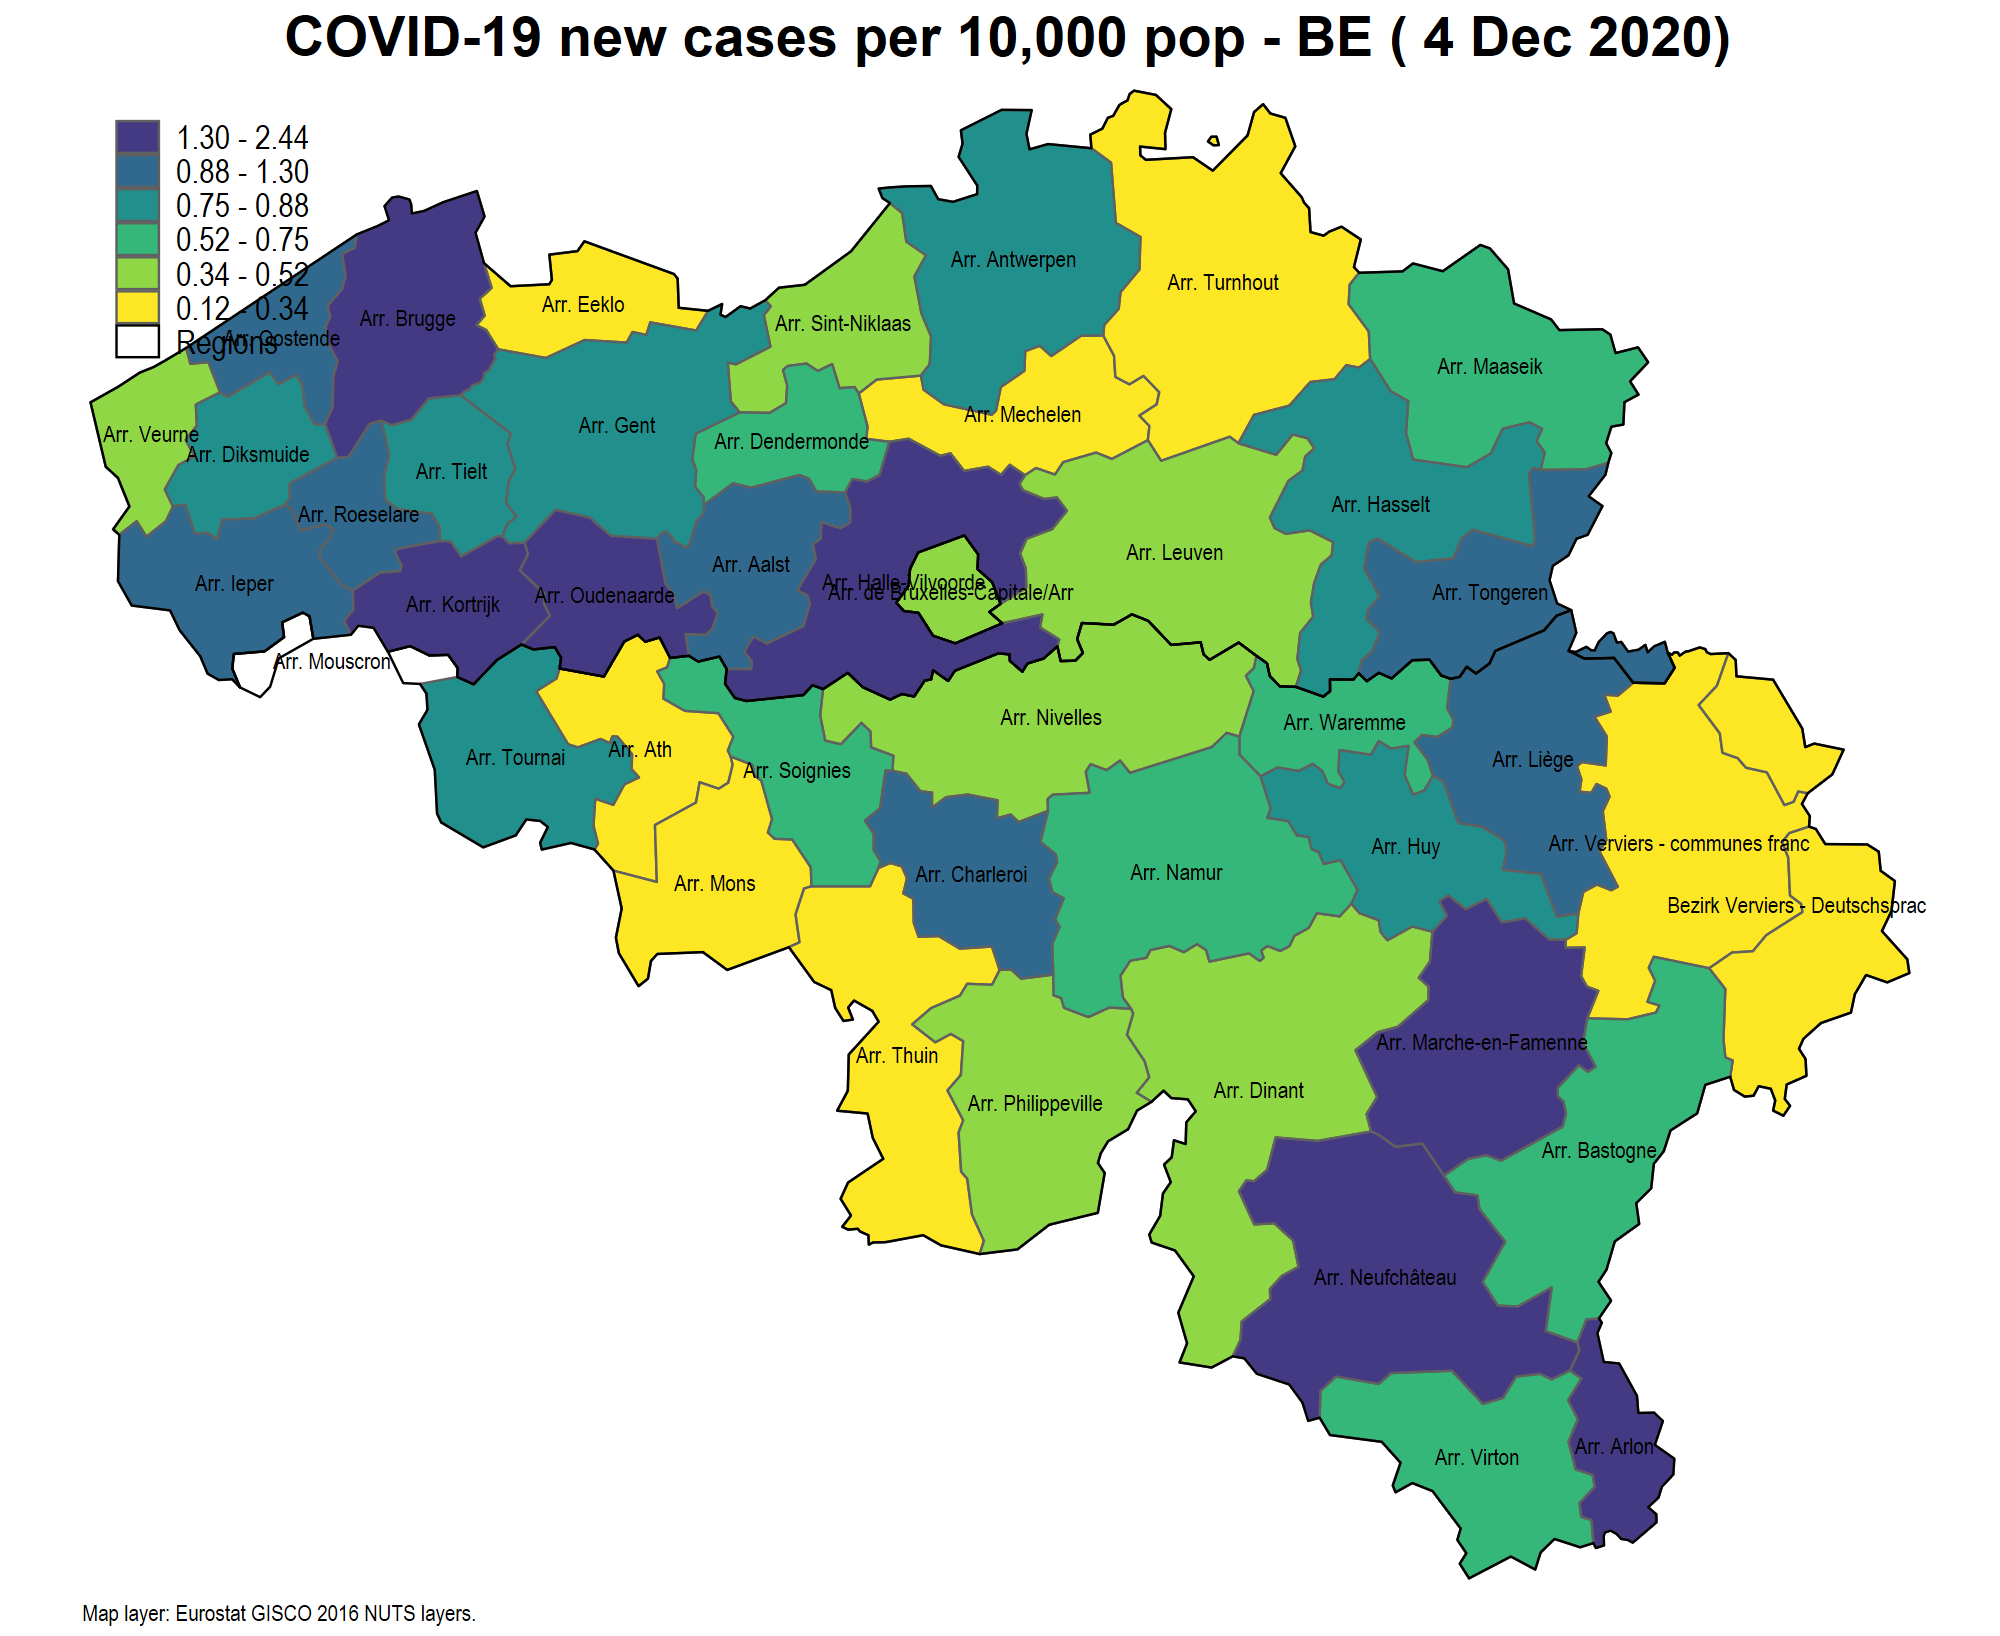 COVID-19 new cases per 10,000 pop - BE ( 4 Dec 2020)
1.30 - 2.44
0.88 - 1.30
0.75 - 0.88
0.52 - 0.75
0.34 - 0.52
0.12 - 0.34
Regions
Arr. Antwerpen
Arr. Turnhout
Arr. Eeklo
Arr. Brugge
Arr. Sint-Niklaas
Arr. Oostende
Arr. Maaseik
Arr. Mechelen
Arr. Gent
Arr. Veurne
Arr. Dendermonde
Arr. Diksmuide
Arr. Tielt
Arr. Hasselt
Arr. Roeselare
Arr. Leuven
Arr. Aalst
Arr. Ieper
Arr. Halle-Vilvoorde
Arr. de Bruxelles-Capitale/Arr
Arr. Tongeren
Arr. Oudenaarde
Arr. Kortrijk
Arr. Mouscron
Arr. Nivelles
Arr. Waremme
Arr. Ath
Arr. Tournai
Arr. Liège
Arr. Soignies
Arr. Verviers - communes franc
Arr. Huy
Arr. Namur
Arr. Charleroi
Arr. Mons
Bezirk Verviers - Deutschsprac
Arr. Marche-en-Famenne
Arr. Thuin
Arr. Dinant
Arr. Philippeville
Arr. Bastogne
Arr. Neufchâteau
Arr. Arlon
Arr. Virton
Map layer: Eurostat GISCO 2016 NUTS layers.